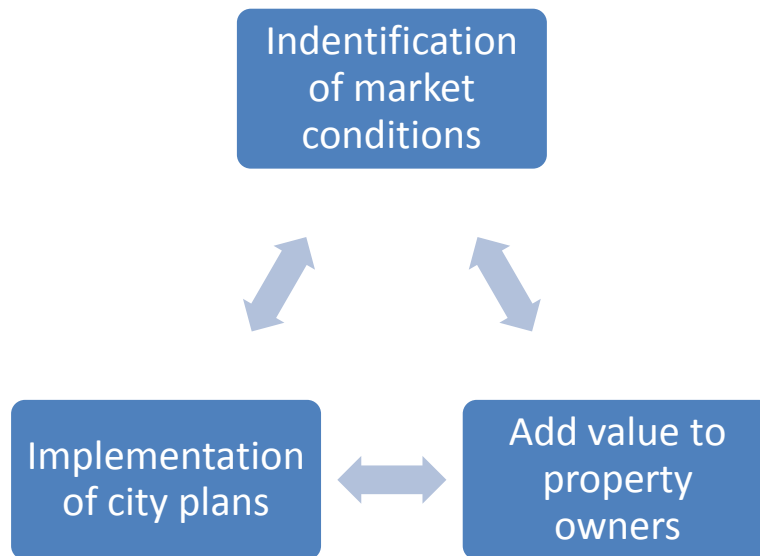 Indentification
of market
conditions
Implementation
of city plans
Add value to
property
owners